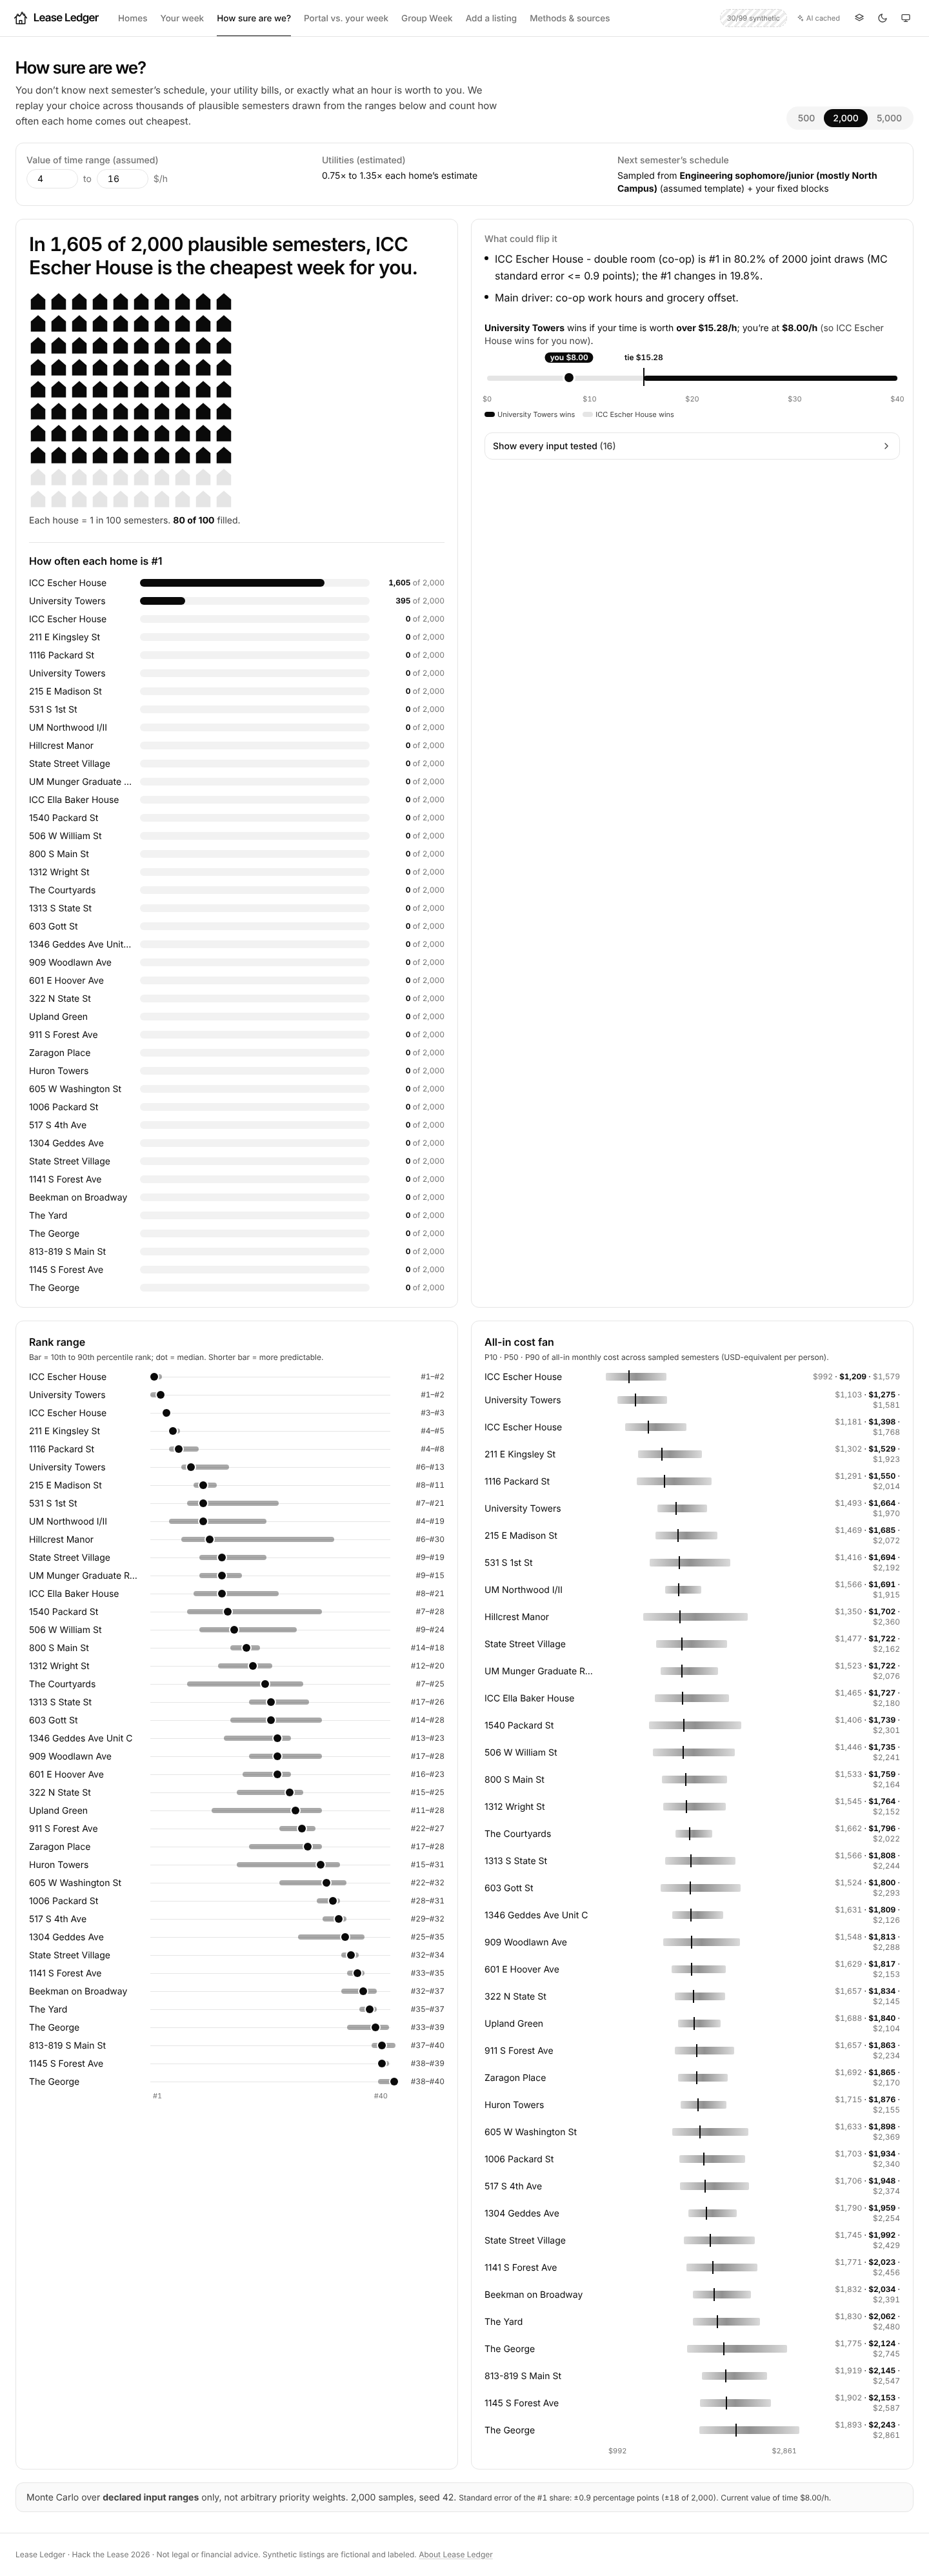 Lease Ledger
Homes
Your week
How sure are we?
Portal vs. your week
Group Week
Add a listing
Methods & sources
30/99 synthetic
AI cached
How sure are we?
You don't know next semester's schedule, your utility bills, or exactly what an hour is worth to you. We
replay your choice across thousands of plausible semesters drawn from the ranges below and count how
often each home comes out cheapest.
500
2,000
5,000
Value of time range (assumed)
4 to 16 $/h
Utilities (estimated)
0.75× to 1.35× each home's estimate
Next semester's schedule
Sampled from Engineering sophomore/junior (mostly North
Campus) (assumed template) + your fixed blocks
In 1,605 of 2,000 plausible semesters, ICC
Escher House is the cheapest week for you.
Each house = 1 in 100 semesters. 80 of 100 filled.
How often each home is #1
ICC Escher House 1,605 of 2,000
University Towers 395 of 2,000
ICC Escher House 0 of 2,000
211 E Kingsley St 0 of 2,000
1116 Packard St 0 of 2,000
University Towers 0 of 2,000
215 E Madison St 0 of 2,000
531 S 1st St 0 of 2,000
UM Northwood I/II 0 of 2,000
Hillcrest Manor 0 of 2,000
State Street Village 0 of 2,000
UM Munger Graduate ... 0 of 2,000
ICC Ella Baker House 0 of 2,000
1540 Packard St 0 of 2,000
506 W William St 0 of 2,000
800 S Main St 0 of 2,000
1312 Wright St 0 of 2,000
The Courtyards 0 of 2,000
1313 S State St 0 of 2,000
603 Gott St 0 of 2,000
1346 Geddes Ave Unit... 0 of 2,000
909 Woodlawn Ave 0 of 2,000
601 E Hoover Ave 0 of 2,000
322 N State St 0 of 2,000
Upland Green 0 of 2,000
911 S Forest Ave 0 of 2,000
Zaragon Place 0 of 2,000
Huron Towers 0 of 2,000
605 W Washington St 0 of 2,000
1006 Packard St 0 of 2,000
517 S 4th Ave 0 of 2,000
1304 Geddes Ave 0 of 2,000
State Street Village 0 of 2,000
1141 S Forest Ave 0 of 2,000
Beekman on Broadway 0 of 2,000
The Yard 0 of 2,000
The George 0 of 2,000
813-819 S Main St 0 of 2,000
1145 S Forest Ave 0 of 2,000
The George 0 of 2,000
What could flip it
ICC Escher House - double room (co-op) is #1 in 80.2% of 2000 joint draws (MC
standard error <= 0.9 points); the #1 changes in 19.8%.
Main driver: co-op work hours and grocery offset.
University Towers wins if your time is worth over $15.28/h; you're at $8.00/h (so ICC Escher
House wins for you now).
you $8.00
tie $15.28
$0 $10 $20 $30 $40
University Towers wins
ICC Escher House wins
Show every input tested (16)
Rank range
Bar = 10th to 90th percentile rank; dot = median. Shorter bar = more predictable.
ICC Escher House #1–#2
University Towers #1–#2
ICC Escher House #3–#3
211 E Kingsley St #4–#5
1116 Packard St #4–#8
University Towers #6–#13
215 E Madison St #8–#11
531 S 1st St #7–#21
UM Northwood I/II #4–#19
Hillcrest Manor #6–#30
State Street Village #9–#19
UM Munger Graduate R... #9–#15
ICC Ella Baker House #8–#21
1540 Packard St #7–#28
506 W William St #9–#24
800 S Main St #14–#18
1312 Wright St #12–#20
The Courtyards #7–#25
1313 S State St #17–#26
603 Gott St #14–#28
1346 Geddes Ave Unit C #13–#23
909 Woodlawn Ave #17–#28
601 E Hoover Ave #16–#23
322 N State St #15–#25
Upland Green #11–#28
911 S Forest Ave #22–#27
Zaragon Place #17–#28
Huron Towers #15–#31
605 W Washington St #22–#32
1006 Packard St #28–#31
517 S 4th Ave #29–#32
1304 Geddes Ave #25–#35
State Street Village #32–#34
1141 S Forest Ave #33–#35
Beekman on Broadway #32–#37
The Yard #35–#37
The George #33–#39
813-819 S Main St #37–#40
1145 S Forest Ave #38–#39
The George #38–#40
#1 #40
All-in cost fan
P10 · P50 · P90 of all-in monthly cost across sampled semesters (USD-equivalent per person).
ICC Escher House $992 · $1,209 · $1,579
University Towers $1,103 · $1,275 ·
$1,581
ICC Escher House $1,181 · $1,398 ·
$1,768
211 E Kingsley St $1,302 · $1,529 ·
$1,923
1116 Packard St $1,291 · $1,550 ·
$2,014
University Towers $1,493 · $1,664 ·
$1,970
215 E Madison St $1,469 · $1,685 ·
$2,072
531 S 1st St $1,416 · $1,694 ·
$2,192
UM Northwood I/II $1,566 · $1,691 ·
$1,915
Hillcrest Manor $1,350 · $1,702 ·
$2,360
State Street Village $1,477 · $1,722 ·
$2,162
UM Munger Graduate R... $1,523 · $1,722 ·
$2,076
ICC Ella Baker House $1,465 · $1,727 ·
$2,180
1540 Packard St $1,406 · $1,739 ·
$2,301
506 W William St $1,446 · $1,735 ·
$2,241
800 S Main St $1,533 · $1,759 ·
$2,164
1312 Wright St $1,545 · $1,764 ·
$2,152
The Courtyards $1,662 · $1,796 ·
$2,022
1313 S State St $1,566 · $1,808 ·
$2,244
603 Gott St $1,524 · $1,800 ·
$2,293
1346 Geddes Ave Unit C $1,631 · $1,809 ·
$2,126
909 Woodlawn Ave $1,548 · $1,813 ·
$2,288
601 E Hoover Ave $1,629 · $1,817 ·
$2,153
322 N State St $1,657 · $1,834 ·
$2,145
Upland Green $1,688 · $1,840 ·
$2,104
911 S Forest Ave $1,657 · $1,863 ·
$2,234
Zaragon Place $1,692 · $1,865 ·
$2,170
Huron Towers $1,715 · $1,876 ·
$2,155
605 W Washington St $1,633 · $1,898 ·
$2,369
1006 Packard St $1,703 · $1,934 ·
$2,340
517 S 4th Ave $1,706 · $1,948 ·
$2,374
1304 Geddes Ave $1,790 · $1,959 ·
$2,254
State Street Village $1,745 · $1,992 ·
$2,429
1141 S Forest Ave $1,771 · $2,023 ·
$2,456
Beekman on Broadway $1,832 · $2,034 ·
$2,391
The Yard $1,830 · $2,062 ·
$2,480
The George $1,775 · $2,124 ·
$2,745
813-819 S Main St $1,919 · $2,145 ·
$2,547
1145 S Forest Ave $1,902 · $2,153 ·
$2,587
The George $1,893 · $2,243 ·
$2,861
$992 $2,861
Monte Carlo over declared input ranges only, not arbitrary priority weights. 2,000 samples, seed 42. Standard error of the #1 share: ±0.9 percentage points (±18 of 2,000). Current value of time $8.00/h.
Lease Ledger · Hack the Lease 2026 · Not legal or financial advice. Synthetic listings are fictional and labeled. About Lease Ledger